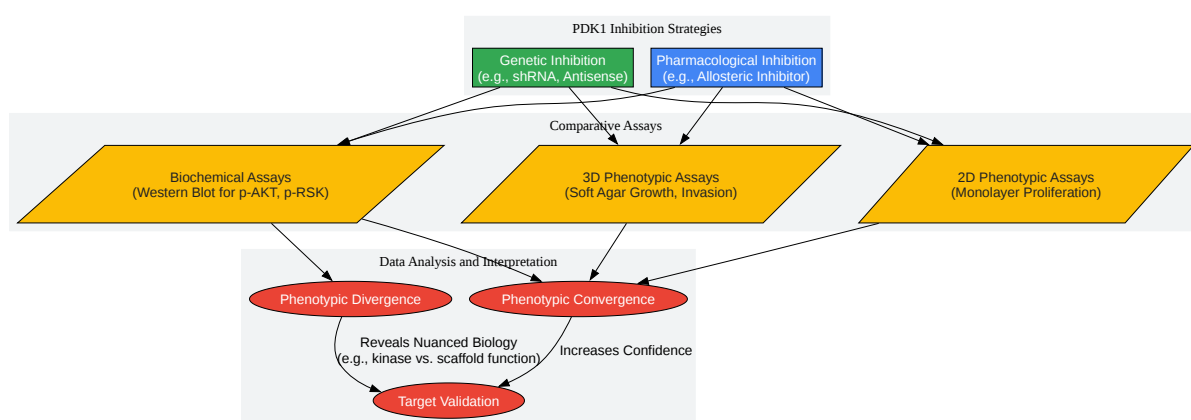 PDK1 Inhibition Strategies
Genetic Inhibition
(e.g., shRNA, Antisense)
Pharmacological Inhibition
(e.g., Allosteric Inhibitor)
Comparative Assays
Biochemical Assays
(Western Blot for p-AKT, p-RSK)
3D Phenotypic Assays
(Soft Agar Growth, Invasion)
2D Phenotypic Assays
(Monolayer Proliferation)
Data Analysis and Interpretation
Phenotypic Divergence
Phenotypic Convergence
Reveals Nuanced Biology
(e.g., kinase vs. scaffold function)
Increases Confidence
Target Validation